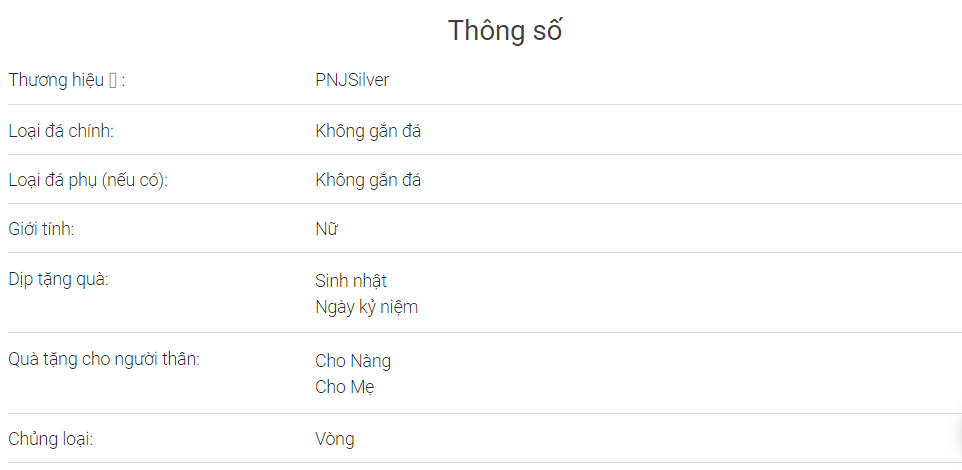 Thông số
Thương hiệu ▯ : PNJSilver
Loại đá chính: Không gắn đá
Loại đá phụ (nếu có): Không gắn đá
Giới tính: Nữ
Dịp tặng quà: Sinh nhật
Ngày kỷ niệm
Quà tặng cho người thân: Cho Nàng
Cho Mẹ
Chủng loại: Vòng